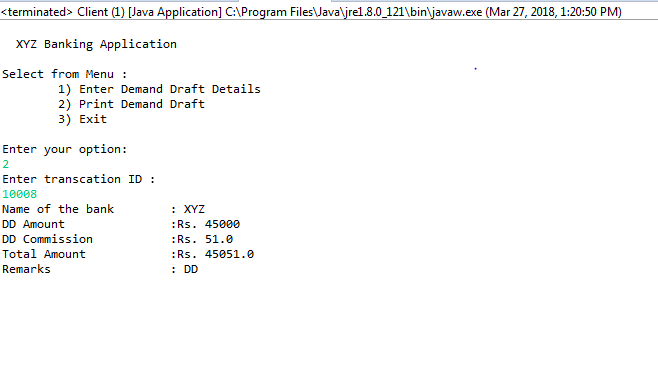 <terminated> Client (1) [Java Application] C:\Program Files\Java\jre1.8.0_121\bin\javaw.exe (Mar 27, 2018, 1:20:50 PM)
XYZ Banking Application
Select from Menu :
1) Enter Demand Draft Details
2) Print Demand Draft
3) Exit
Enter your option:
2
Enter transcation ID :
10008
Name of the bank : XYZ
DD Amount :Rs. 45000
DD Commission :Rs. 51.0
Total Amount :Rs. 45051.0
Remarks : DD